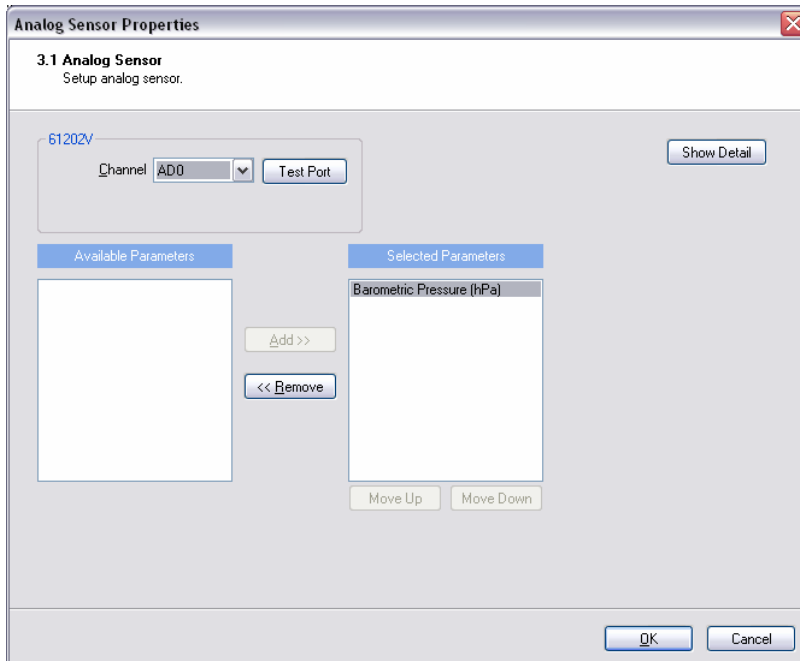 Analog Sensor Properties
3.1 Analog Sensor
Setup analog sensor.
61202V
Channel AD0 Test Port
Show Detail
Available Parameters
Selected Parameters
Barometric Pressure (hPa)
Add >>
<< Remove
Move Up Move Down
OK Cancel